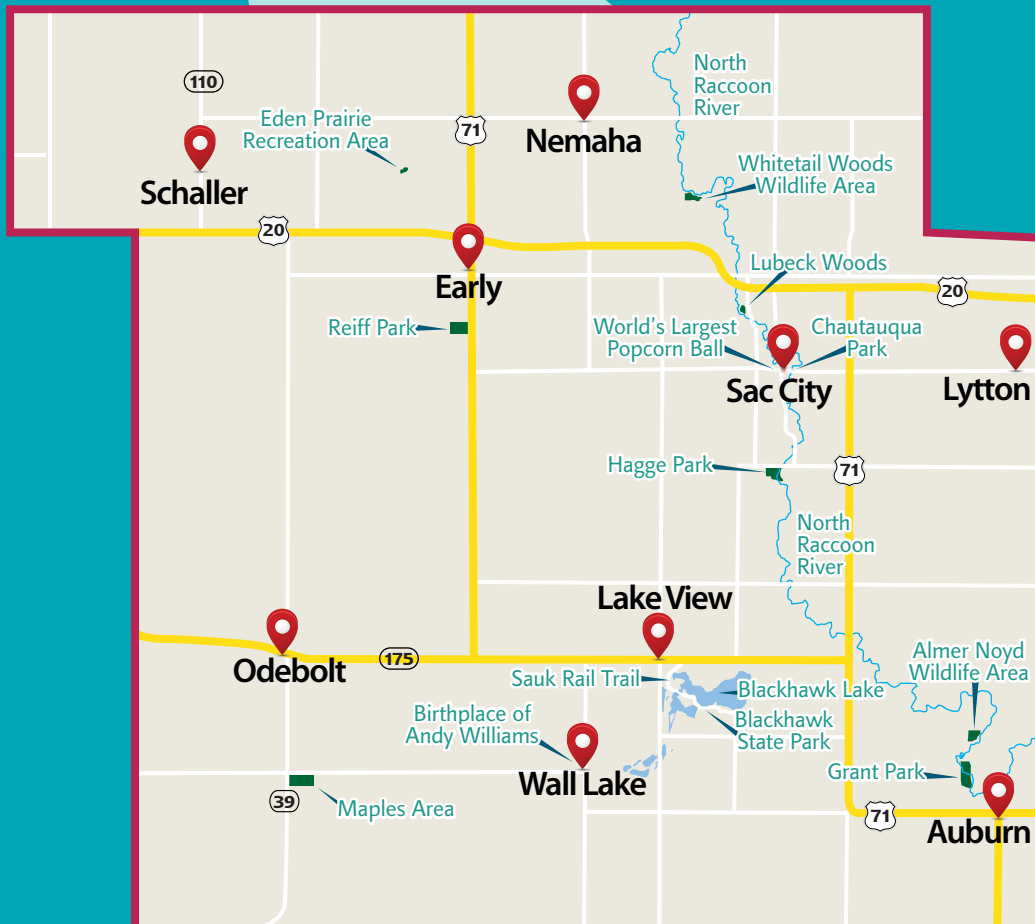 North
Raccoon
River
110
Eden Prairie
Recreation Area
71
Nemaha
Whitetail Woods
Wildlife Area
Schaller
20
Early
Lubeck Woods
20
Reiff Park
World's Largest
Popcorn Ball
Chautauqua
Park
Sac City
Lytton
Hagge Park
71
North
Raccoon
River
Lake View
Odebolt
175
Sauk Rail Trail
Blackhawk Lake
Almer Noyd
Wildlife Area
Birthplace of
Andy Williams
Blackhawk
State Park
Wall Lake
Grant Park
39
Maples Area
71
Auburn